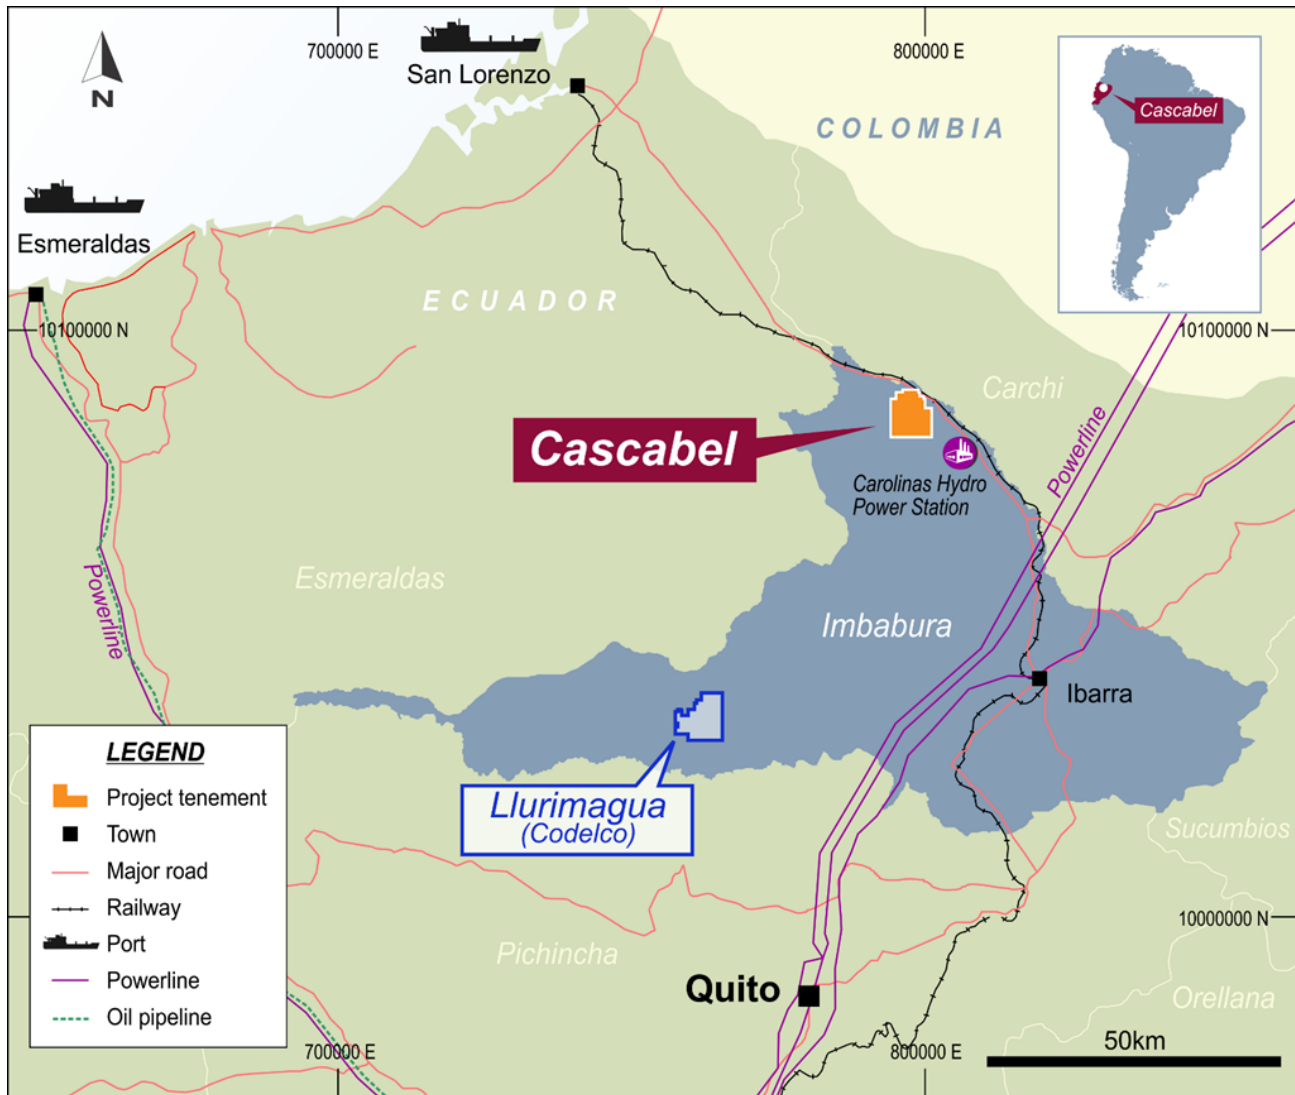 700000 E
800000 E
San Lorenzo
N
COLOMBIA
Cascabel
Esmeraldas
ECUADOR
10100000 N
10100000 N
Carchi
Cascabel
Powerline
Carolinas Hydro
Power Station
Esmeraldas
Powerline
Imbabura
Ibarra
LEGEND
Project tenement
Town
Major road
Railway
Port
Powerline
Oil pipeline
Llurimagua
(Codelco)
Sucumbios
10000000 N
Pichincha
Quito
Orellana
700000 E
800000 E
50km